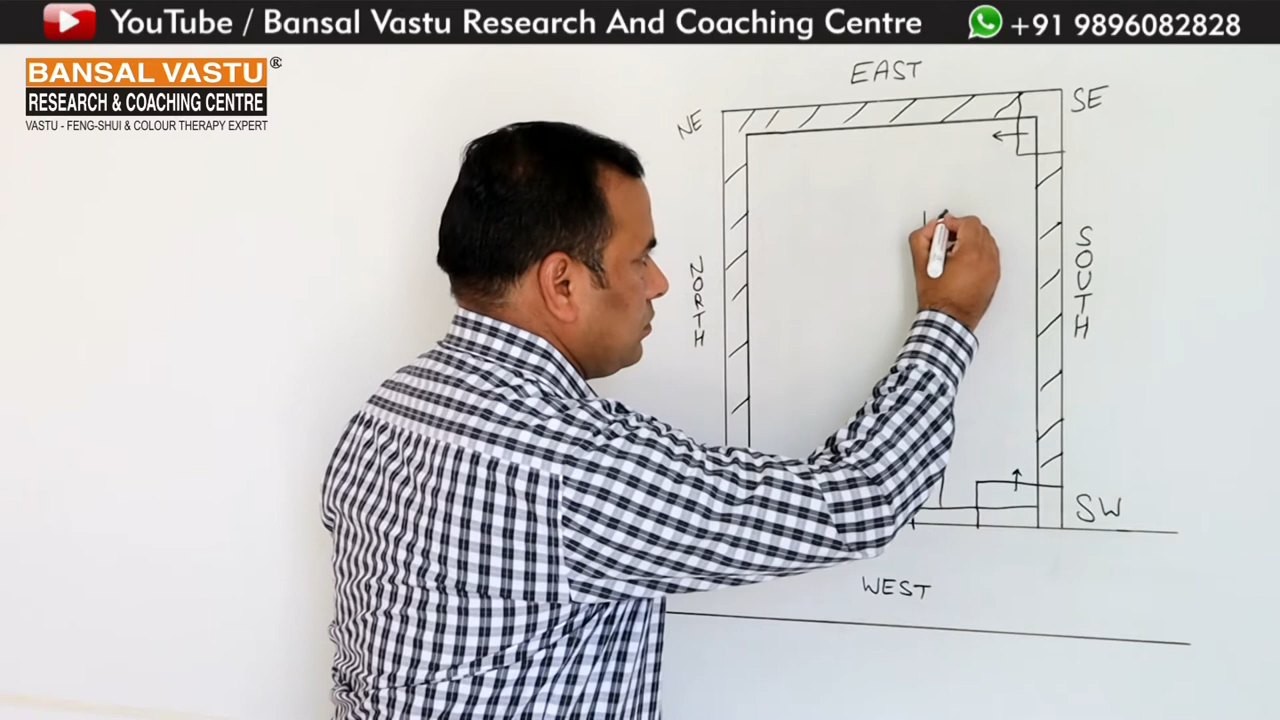 YouTube / Bansal Vastu Research And Coaching Centre
+91 9896082828
BANSAL VASTU®
RESEARCH & COACHING CENTRE
VASTU - FENG-SHUI & COLOUR THERAPY EXPERT
EAST
NE
SE
NORTH
SOUTH
SW
WEST